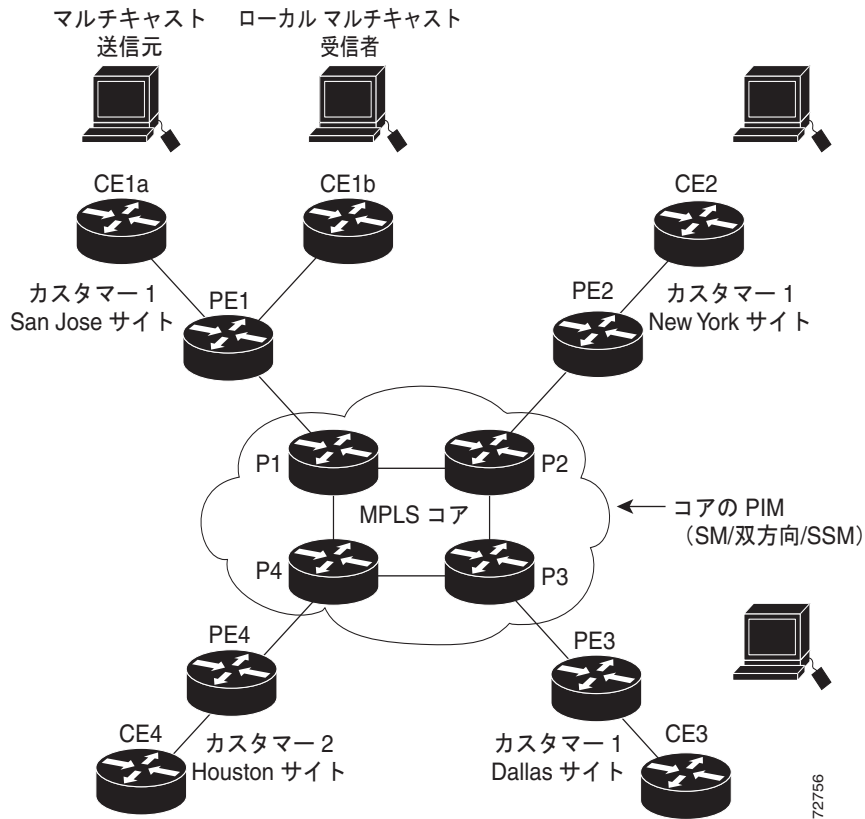 マルチキャスト
送信元
ローカル マルチキャスト
受信者
CE1a
CE1b
CE2
カスタマー 1
San Jose サイト
PE1
PE2
カスタマー 1
New York サイト
P1
P2
MPLS コア
コアの PIM
（SM/双方向/SSM）
P4
P3
PE4
PE3
CE4
カスタマー 2
Houston サイト
カスタマー 1
Dallas サイト
CE3
72756